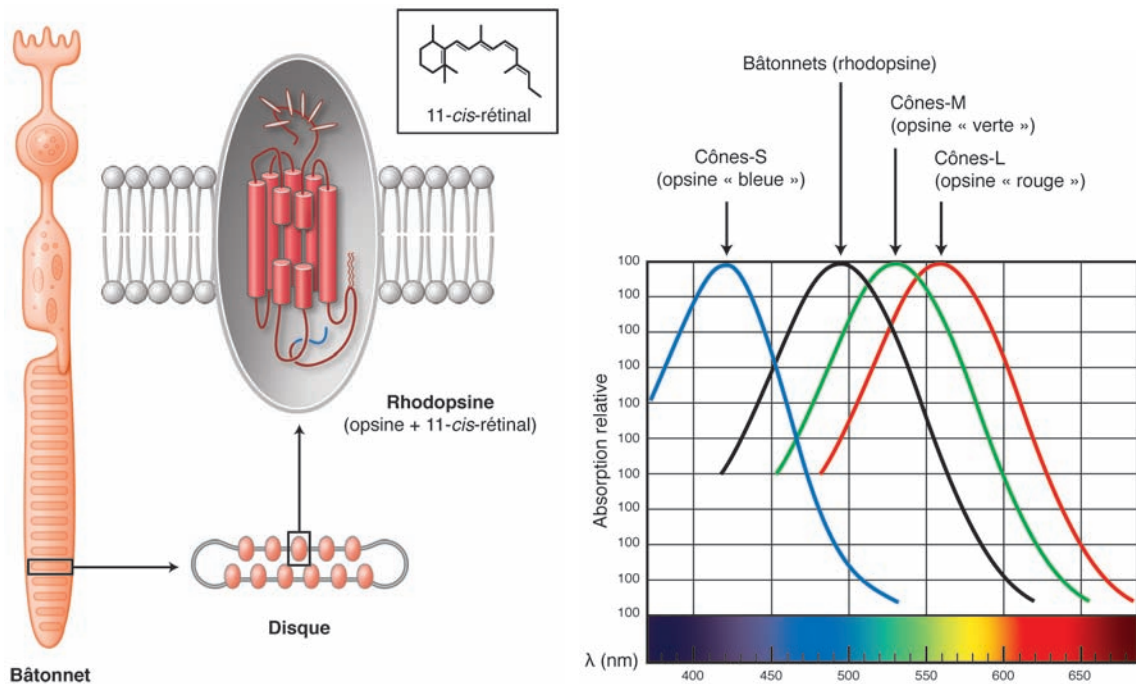 11-cis-rétinal
Rhodopsine
(opsine + 11-cis-rétinal)
Disque
Bâtonnet
Bâtonnets (rhodopsine)
Cônes-M
(opsine « verte »)
Cônes-S
(opsine « bleue »)
Cônes-L
(opsine « rouge »)
Absorption relative
100
100
100
100
100
100
100
100
100
100
100
λ (nm)
400 450 500 550 600 650